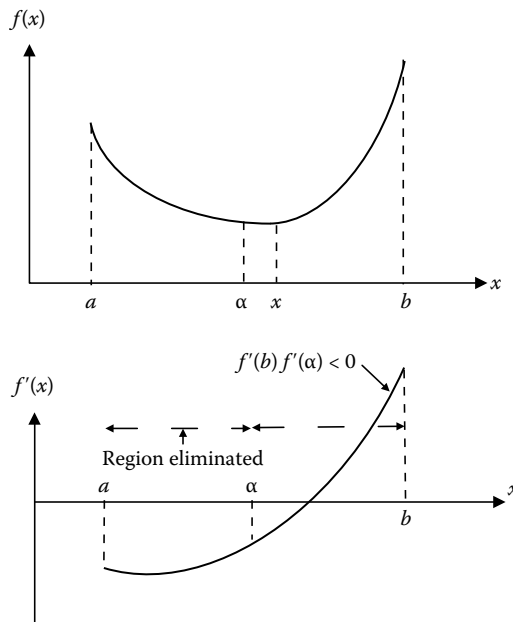 f(x)
x
a
α
x
b
f′(b) f′(α) < 0
f′(x)
Region eliminated
a
α
x
b